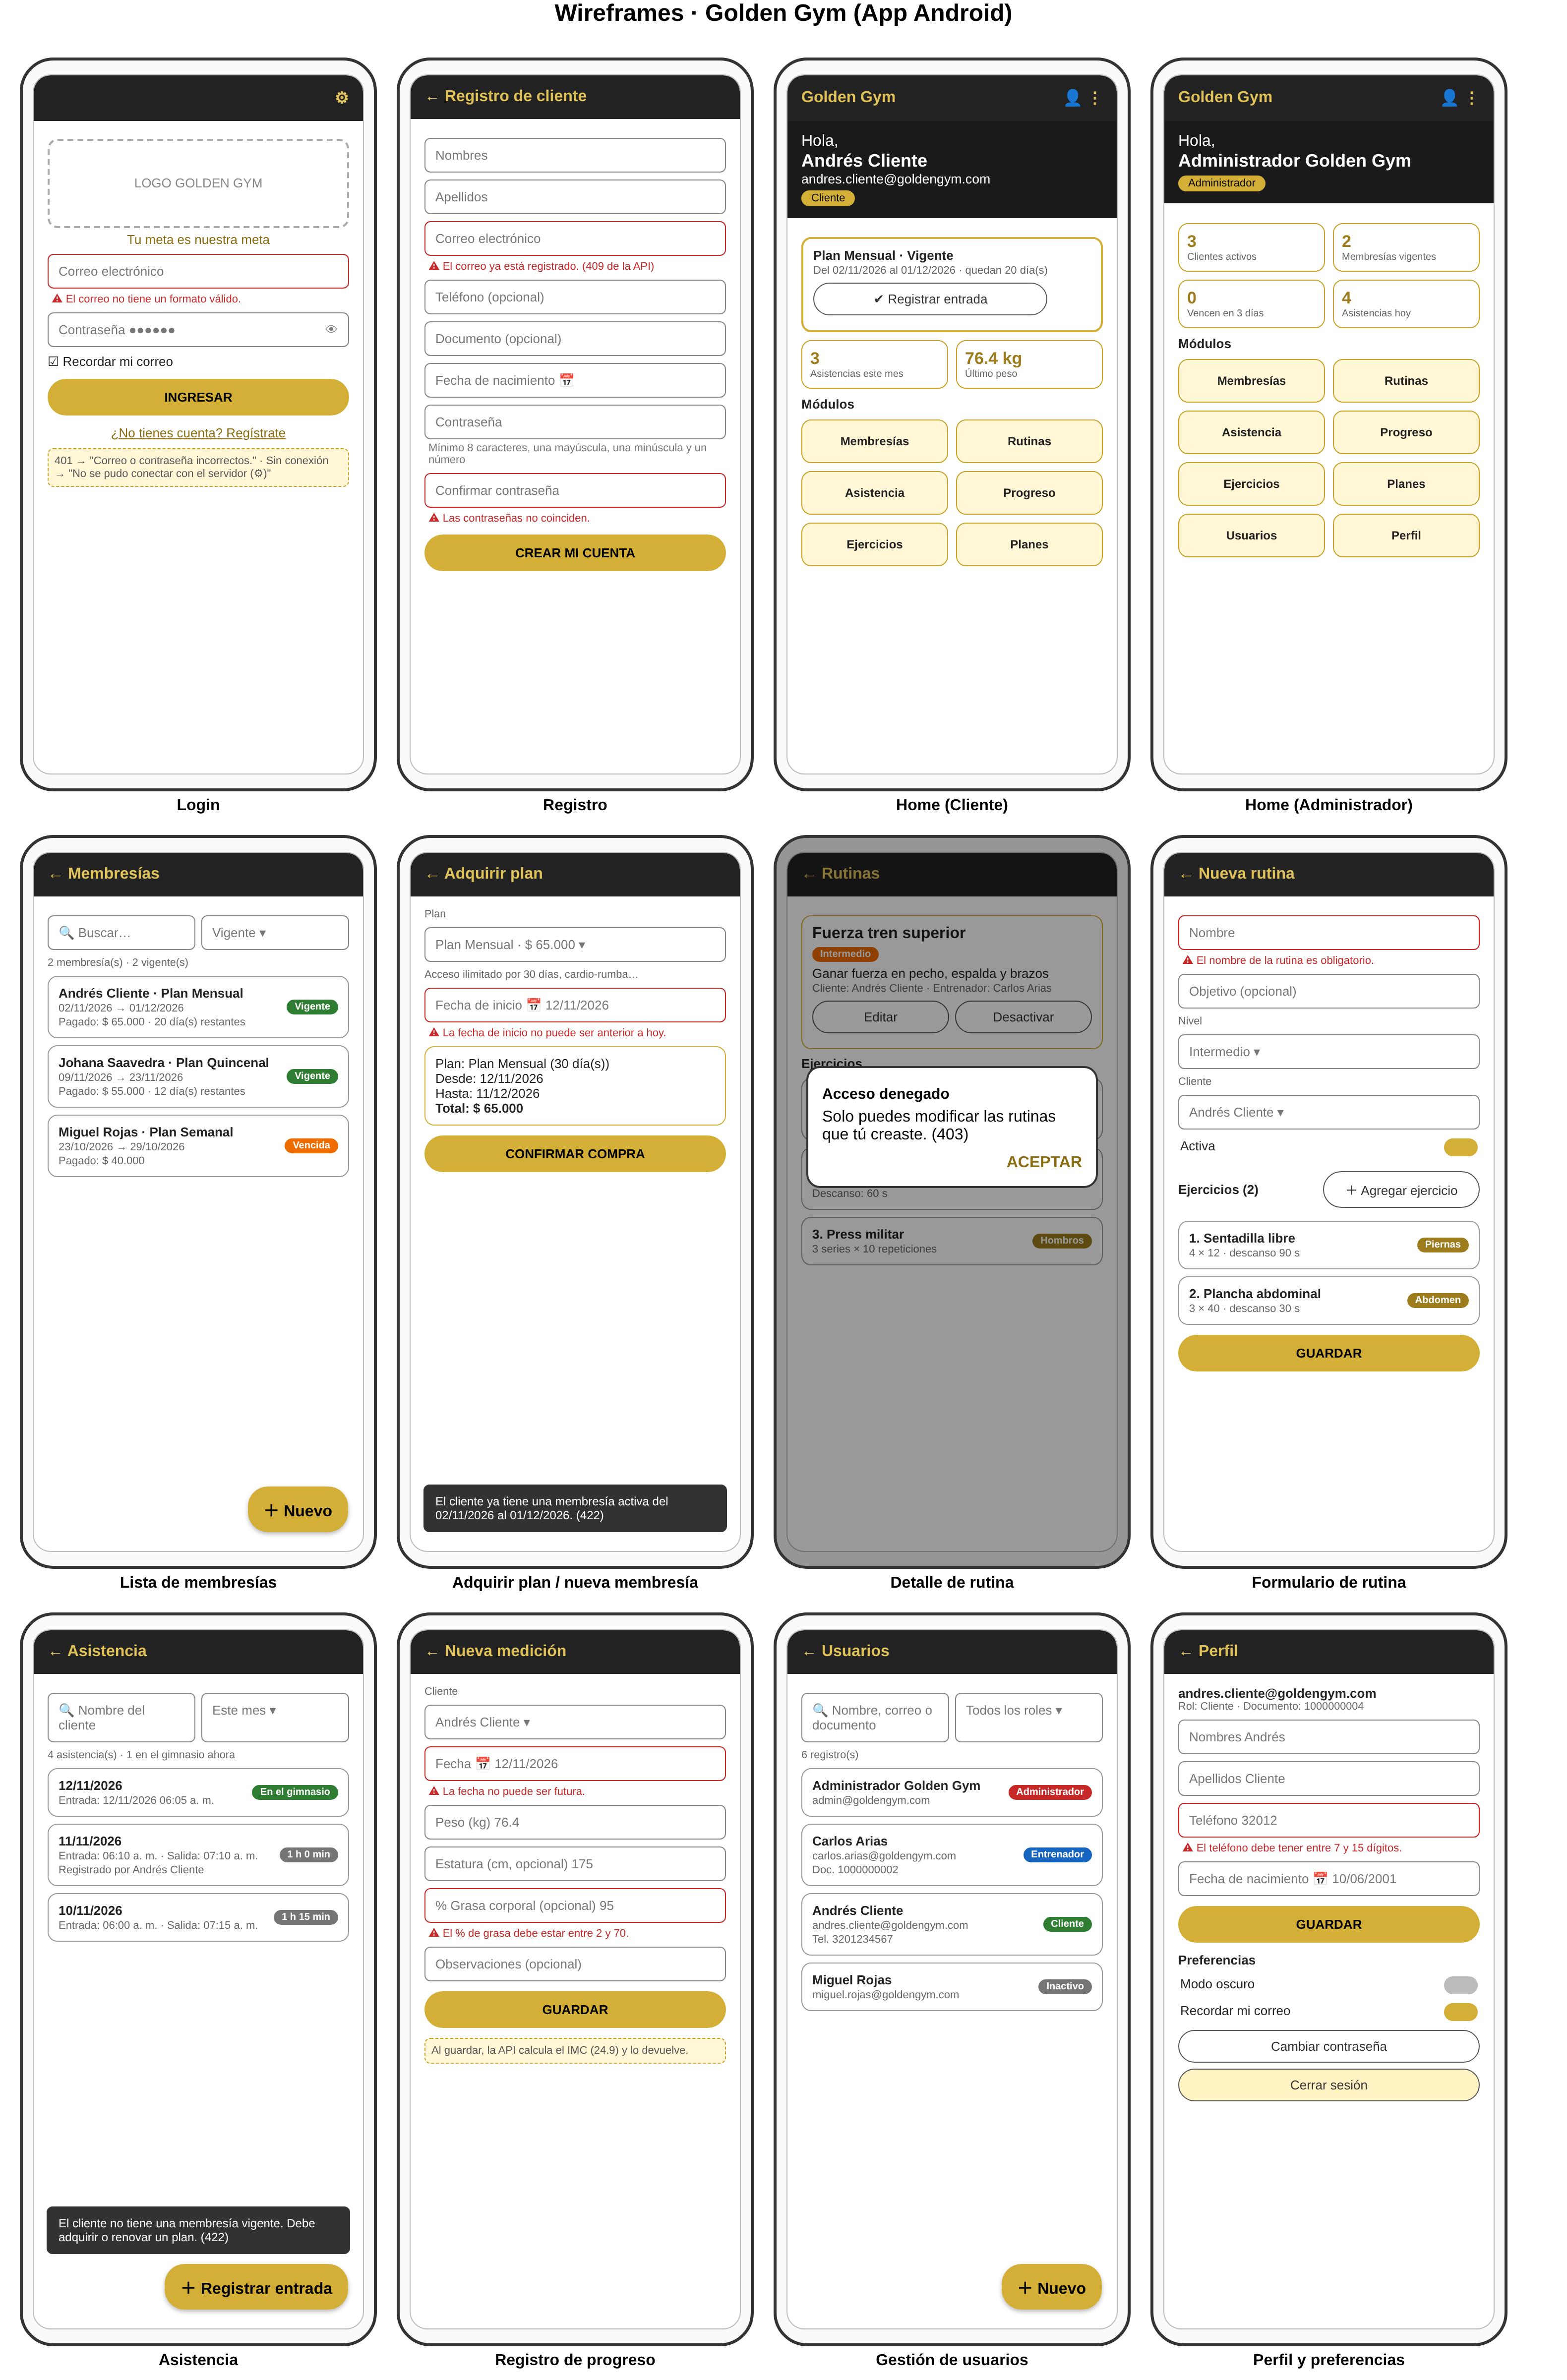 Wireframes · Golden Gym (App Android)
⚙
LOGO GOLDEN GYM
Tu meta es nuestra meta
Correo electrónico
⚠ El correo no tiene un formato válido.
Contraseña ●●●●●● 👁
☑ Recordar mi correo
INGRESAR
¿No tienes cuenta? Regístrate
401 → "Correo o contraseña incorrectos." · Sin conexión
→ "No se pudo conectar con el servidor (⚙)"
Login
← Registro de cliente
Nombres
Apellidos
Correo electrónico
⚠ El correo ya está registrado. (409 de la API)
Teléfono (opcional)
Documento (opcional)
Fecha de nacimiento 📅
Contraseña
Mínimo 8 caracteres, una mayúscula, una minúscula y un
número
Confirmar contraseña
⚠ Las contraseñas no coinciden.
CREAR MI CUENTA
Registro
Golden Gym 👤 ⋮
Hola,
Andrés Cliente
andres.cliente@goldengym.com
Cliente
Plan Mensual · Vigente
Del 02/11/2026 al 01/12/2026 · quedan 20 día(s)
✔ Registrar entrada
3
Asistencias este mes
76.4 kg
Último peso
Módulos
Membresías
Rutinas
Asistencia
Progreso
Ejercicios
Planes
Home (Cliente)
Golden Gym 👤 ⋮
Hola,
Administrador Golden Gym
Administrador
3
Clientes activos
2
Membresías vigentes
0
Vencen en 3 días
4
Asistencias hoy
Módulos
Membresías
Rutinas
Asistencia
Progreso
Ejercicios
Planes
Usuarios
Perfil
Home (Administrador)
← Membresías
🔍 Buscar…
Vigente ▾
2 membresía(s) · 2 vigente(s)
Andrés Cliente · Plan Mensual
02/11/2026 → 01/12/2026
Pagado: $ 65.000 · 20 día(s) restantes
Vigente
Johana Saavedra · Plan Quincenal
09/11/2026 → 23/11/2026
Pagado: $ 55.000 · 12 día(s) restantes
Vigente
Miguel Rojas · Plan Semanal
23/10/2026 → 29/10/2026
Pagado: $ 40.000
Vencida
＋ Nuevo
Lista de membresías
← Adquirir plan
Plan
Plan Mensual · $ 65.000 ▾
Acceso ilimitado por 30 días, cardio-rumba…
Fecha de inicio 📅 12/11/2026
⚠ La fecha de inicio no puede ser anterior a hoy.
Plan: Plan Mensual (30 día(s))
Desde: 12/11/2026
Hasta: 11/12/2026
Total: $ 65.000
CONFIRMAR COMPRA
El cliente ya tiene una membresía activa del
02/11/2026 al 01/12/2026. (422)
Adquirir plan / nueva membresía
← Rutinas
Fuerza tren superior
Intermedio
Ganar fuerza en pecho, espalda y brazos
Cliente: Andrés Cliente · Entrenador: Carlos Arias
Editar
Desactivar
Ejercicios
Acceso denegado
Solo puedes modificar las rutinas
que tú creaste. (403)
ACEPTAR
Descanso: 60 s
3. Press militar
3 series × 10 repeticiones
Hombros
Detalle de rutina
← Nueva rutina
Nombre
⚠ El nombre de la rutina es obligatorio.
Objetivo (opcional)
Nivel
Intermedio ▾
Cliente
Andrés Cliente ▾
Activa
Ejercicios (2)
＋ Agregar ejercicio
1. Sentadilla libre
4 × 12 · descanso 90 s
Piernas
2. Plancha abdominal
3 × 40 · descanso 30 s
Abdomen
GUARDAR
Formulario de rutina
← Asistencia
🔍 Nombre del
cliente
Este mes ▾
4 asistencia(s) · 1 en el gimnasio ahora
12/11/2026
Entrada: 12/11/2026 06:05 a. m.
En el gimnasio
11/11/2026
Entrada: 06:10 a. m. · Salida: 07:10 a. m.
Registrado por Andrés Cliente
1 h 0 min
10/11/2026
Entrada: 06:00 a. m. · Salida: 07:15 a. m.
1 h 15 min
El cliente no tiene una membresía vigente. Debe
adquirir o renovar un plan. (422)
＋ Registrar entrada
Asistencia
← Nueva medición
Cliente
Andrés Cliente ▾
Fecha 📅 12/11/2026
⚠ La fecha no puede ser futura.
Peso (kg) 76.4
Estatura (cm, opcional) 175
% Grasa corporal (opcional) 95
⚠ El % de grasa debe estar entre 2 y 70.
Observaciones (opcional)
GUARDAR
Al guardar, la API calcula el IMC (24.9) y lo devuelve.
Registro de progreso
← Usuarios
🔍 Nombre, correo o
documento
Todos los roles ▾
6 registro(s)
Administrador Golden Gym
admin@goldengym.com
Administrador
Carlos Arias
carlos.arias@goldengym.com
Doc. 1000000002
Entrenador
Andrés Cliente
andres.cliente@goldengym.com
Tel. 3201234567
Cliente
Miguel Rojas
miguel.rojas@goldengym.com
Inactivo
＋ Nuevo
Gestión de usuarios
← Perfil
andres.cliente@goldengym.com
Rol: Cliente · Documento: 1000000004
Nombres Andrés
Apellidos Cliente
Teléfono 32012
⚠ El teléfono debe tener entre 7 y 15 dígitos.
Fecha de nacimiento 📅 10/06/2001
GUARDAR
Preferencias
Modo oscuro
Recordar mi correo
Cambiar contraseña
Cerrar sesión
Perfil y preferencias